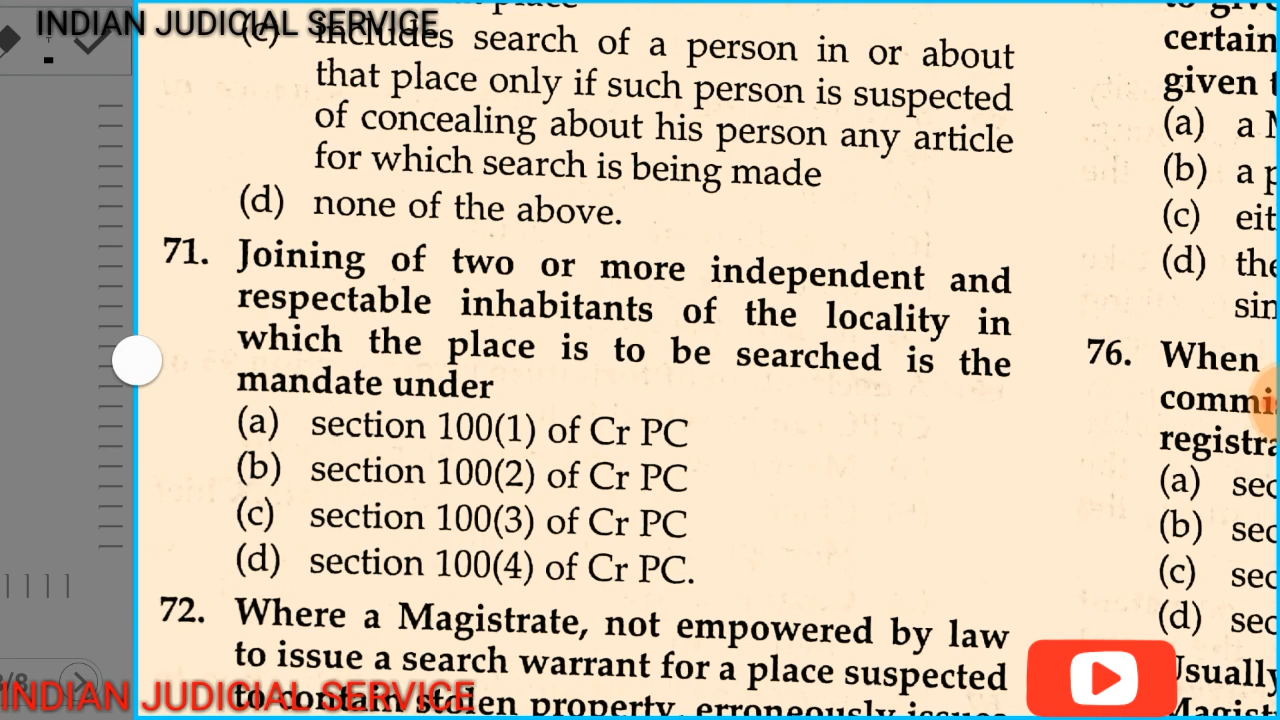 INDIAN JUDICIAL SERVICE
place
(c) includes search of a person in or about
that place only if such person is suspected
of concealing about his person any article
for which search is being made
(d) none of the above.
71. Joining of two or more independent and
respectable inhabitants of the locality in
which the place is to be searched is the
mandate under
(a) section 100(1) of Cr PC
(b) section 100(2) of Cr PC
(c) section 100(3) of Cr PC
(d) section 100(4) of Cr PC.
72. Where a Magistrate, not empowered by law
to issue a search warrant for a place suspected
to contain stolen property, erroneously issues
certain
given
(a) a
(b) a
(c)
(d)
76. When
(a)
(b)
(c)
(d)
Usually
INDIAN JUDICIAL SERVICE